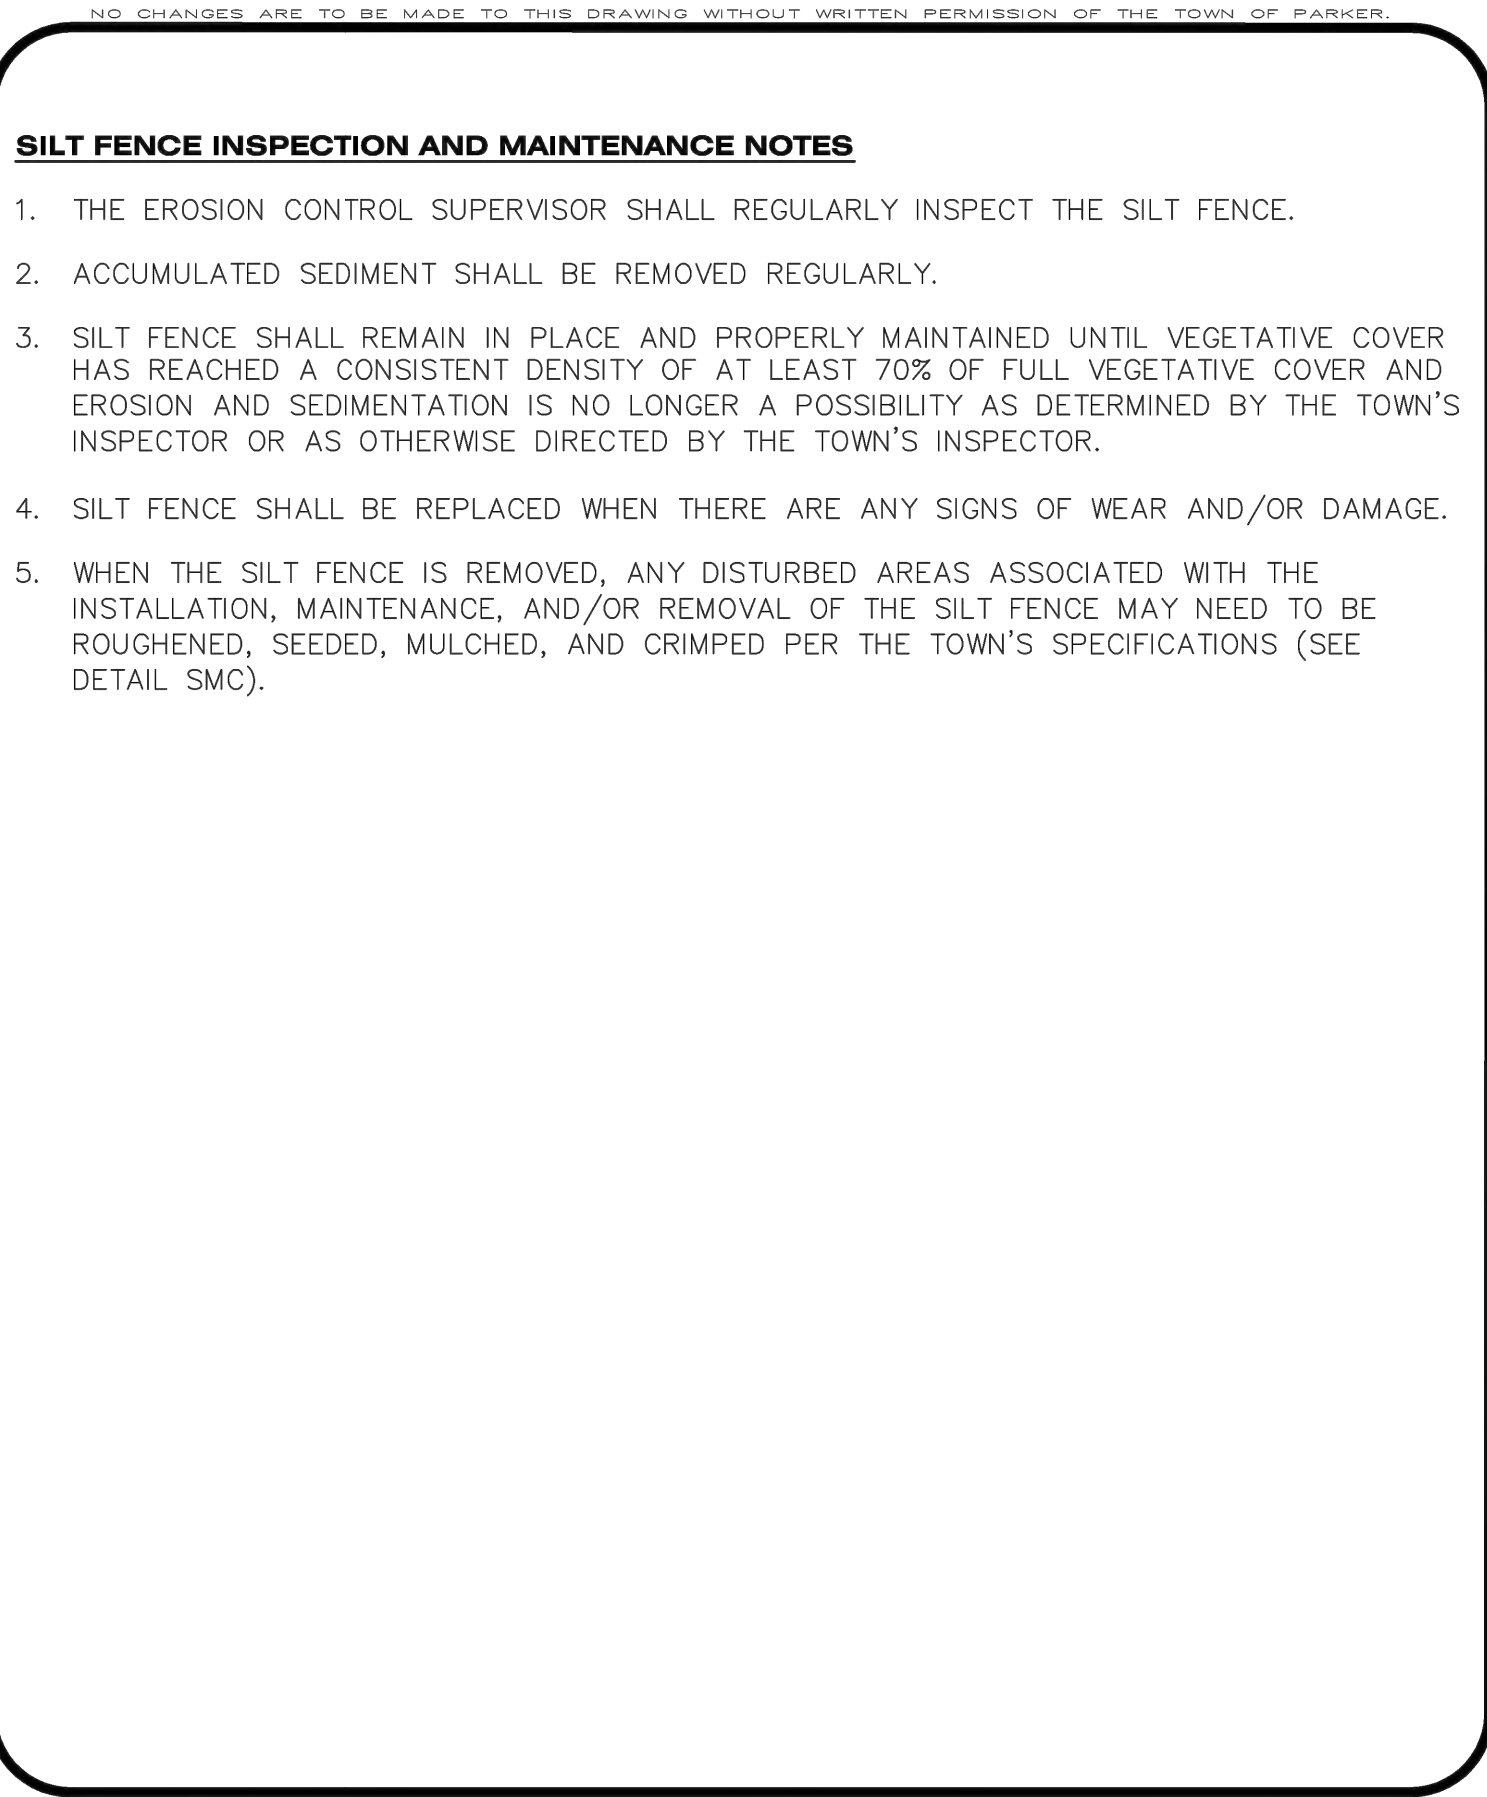 NO CHANGES ARE TO BE MADE TO THIS DRAWING WITHOUT WRITTEN PERMISSION OF THE TOWN OF PARKER.
SILT FENCE INSPECTION AND MAINTENANCE NOTES
1. THE EROSION CONTROL SUPERVISOR SHALL REGULARLY INSPECT THE SILT FENCE.
2. ACCUMULATED SEDIMENT SHALL BE REMOVED REGULARLY.
3. SILT FENCE SHALL REMAIN IN PLACE AND PROPERLY MAINTAINED UNTIL VEGETATIVE COVER
HAS REACHED A CONSISTENT DENSITY OF AT LEAST 70% OF FULL VEGETATIVE COVER AND
EROSION AND SEDIMENTATION IS NO LONGER A POSSIBILITY AS DETERMINED BY THE TOWN'S
INSPECTOR OR AS OTHERWISE DIRECTED BY THE TOWN'S INSPECTOR.
4. SILT FENCE SHALL BE REPLACED WHEN THERE ARE ANY SIGNS OF WEAR AND/OR DAMAGE.
5. WHEN THE SILT FENCE IS REMOVED, ANY DISTURBED AREAS ASSOCIATED WITH THE
INSTALLATION, MAINTENANCE, AND/OR REMOVAL OF THE SILT FENCE MAY NEED TO BE
ROUGHENED, SEEDED, MULCHED, AND CRIMPED PER THE TOWN'S SPECIFICATIONS (SEE
DETAIL SMC).